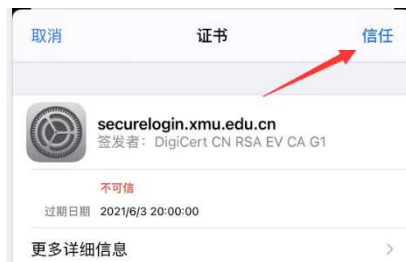 取消 证书 信任
securelogin.xmu.edu.cn
签发者：DigiCert CN RSA EV CA G1
不可信
过期日期 2021/6/3 20:00:00
更多详细信息